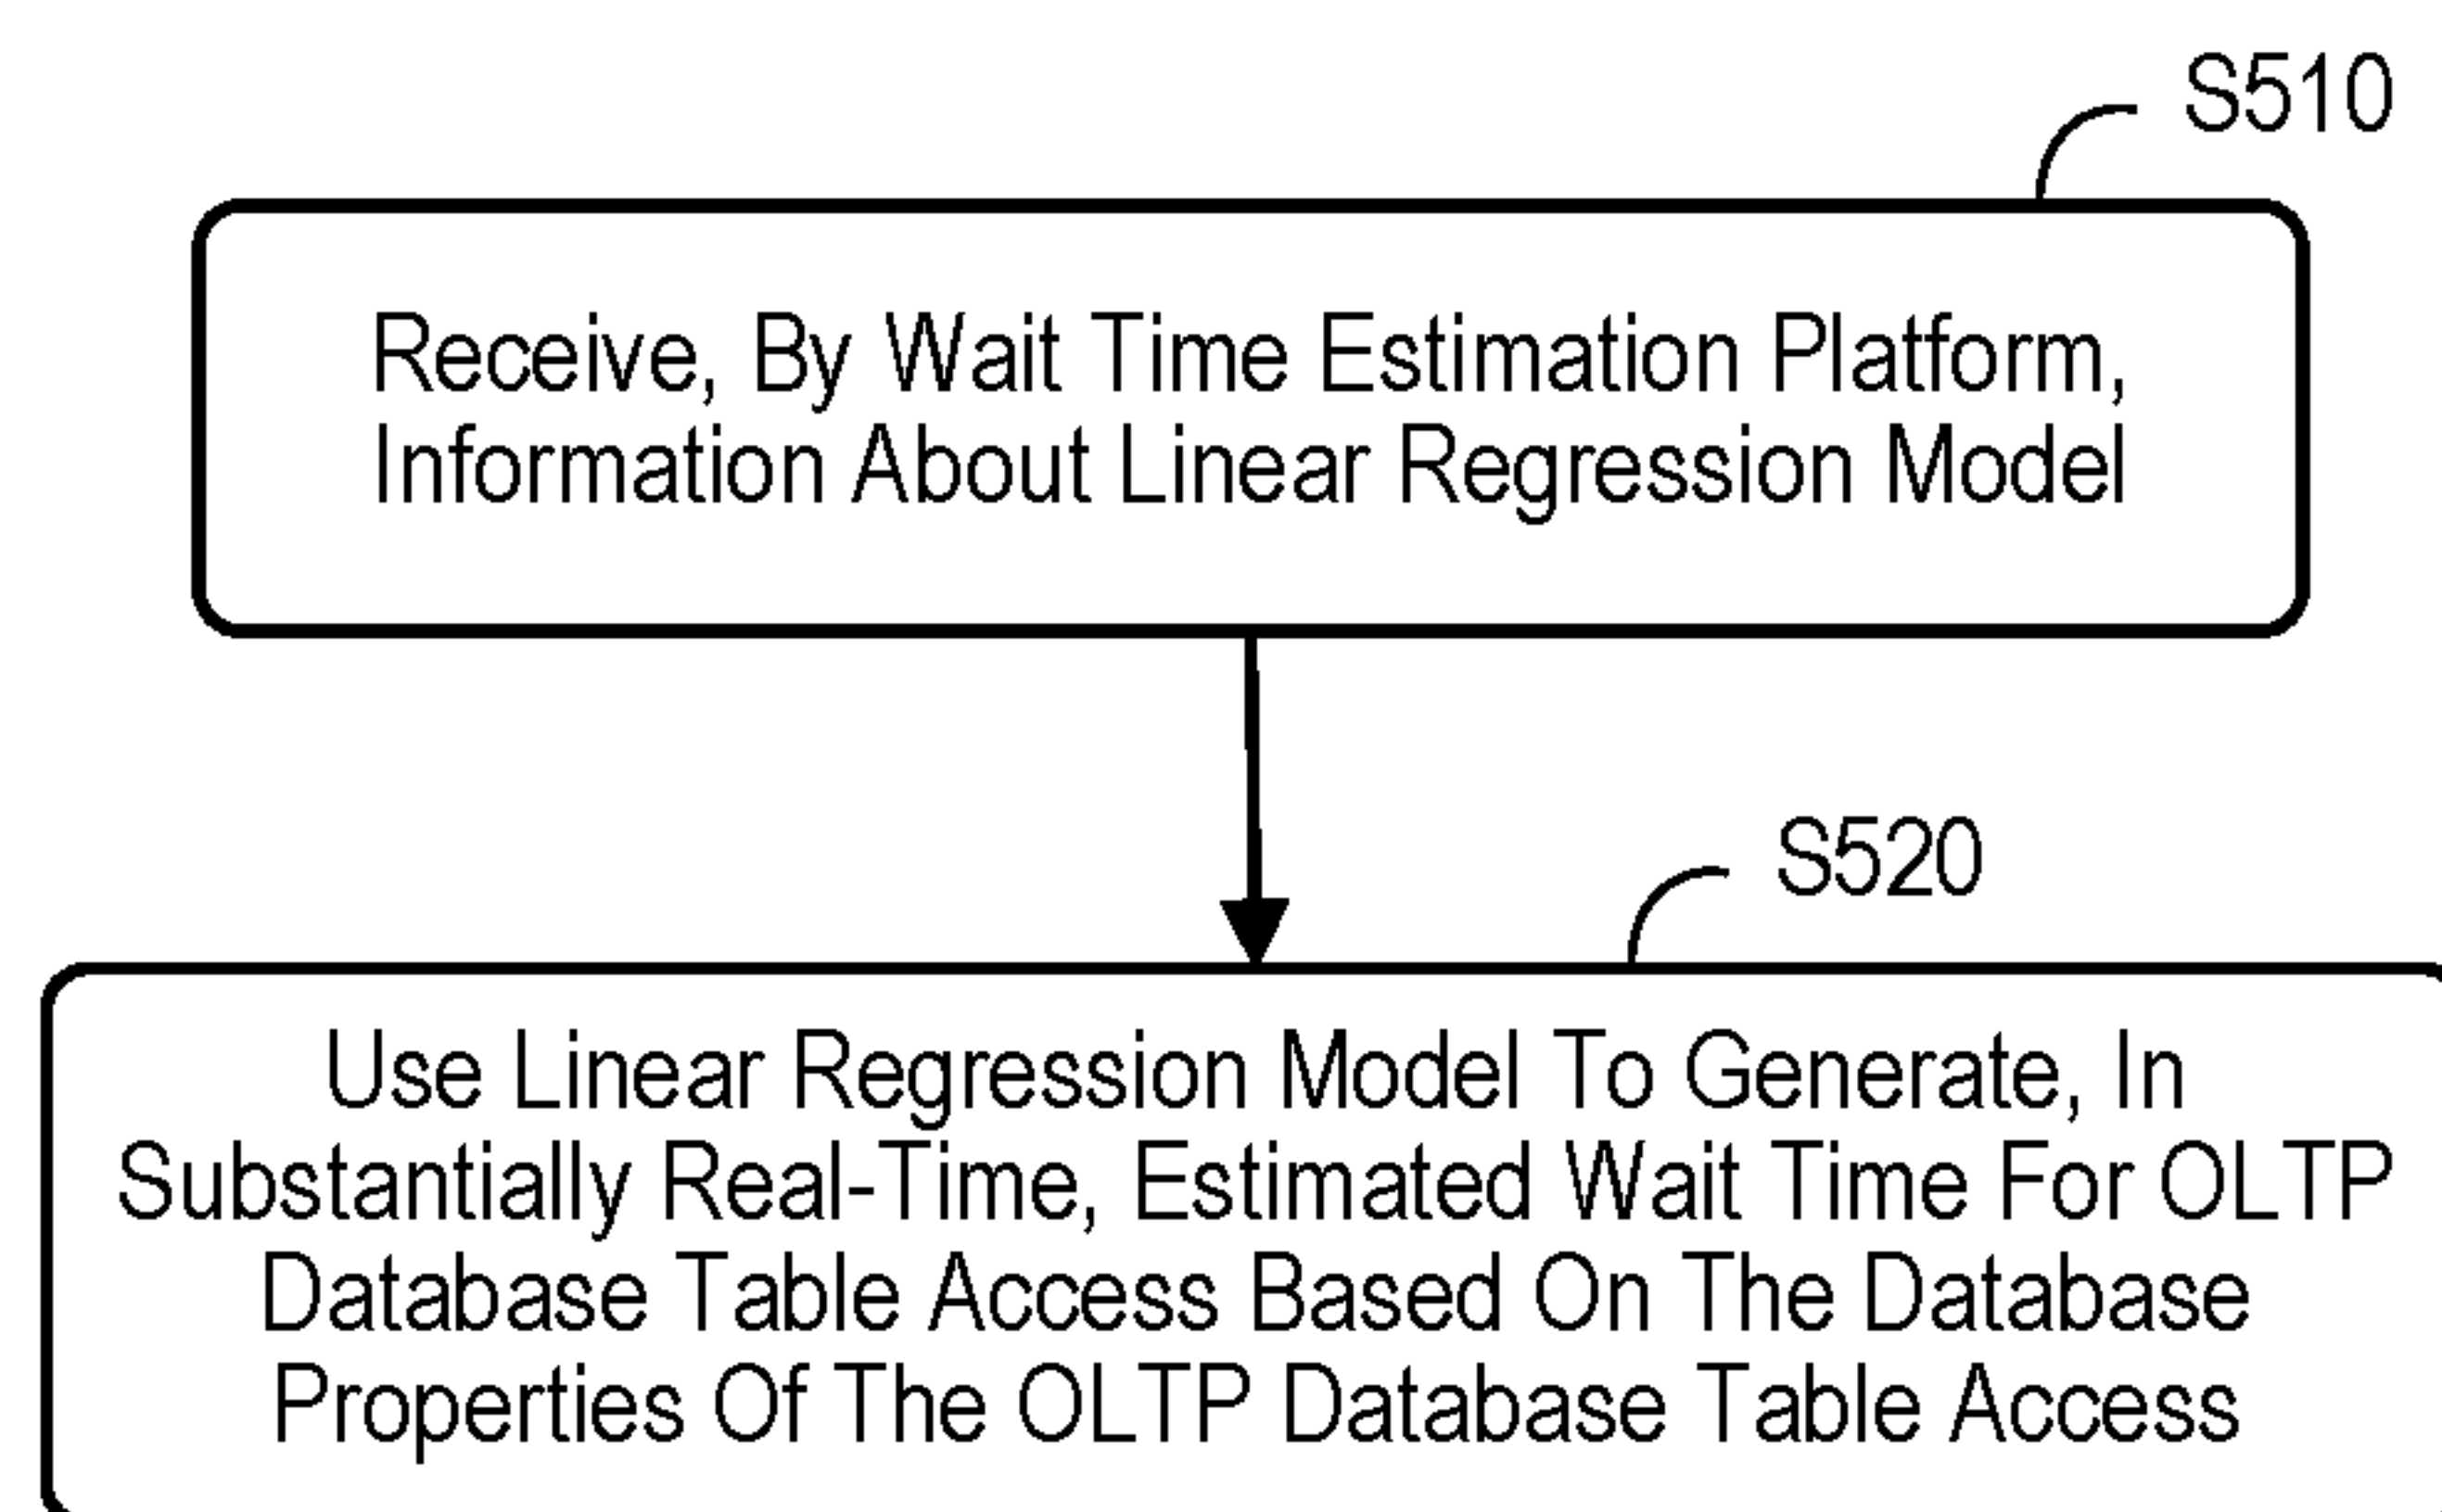 S510
Receive, By Wait Time Estimation Platform,
Information About Linear Regression Model
S520
Use Linear Regression Model To Generate, In
Substantially Real-Time, Estimated Wait Time For OLTP
Database Table Access Based On The Database
Properties Of The OLTP Database Table Access